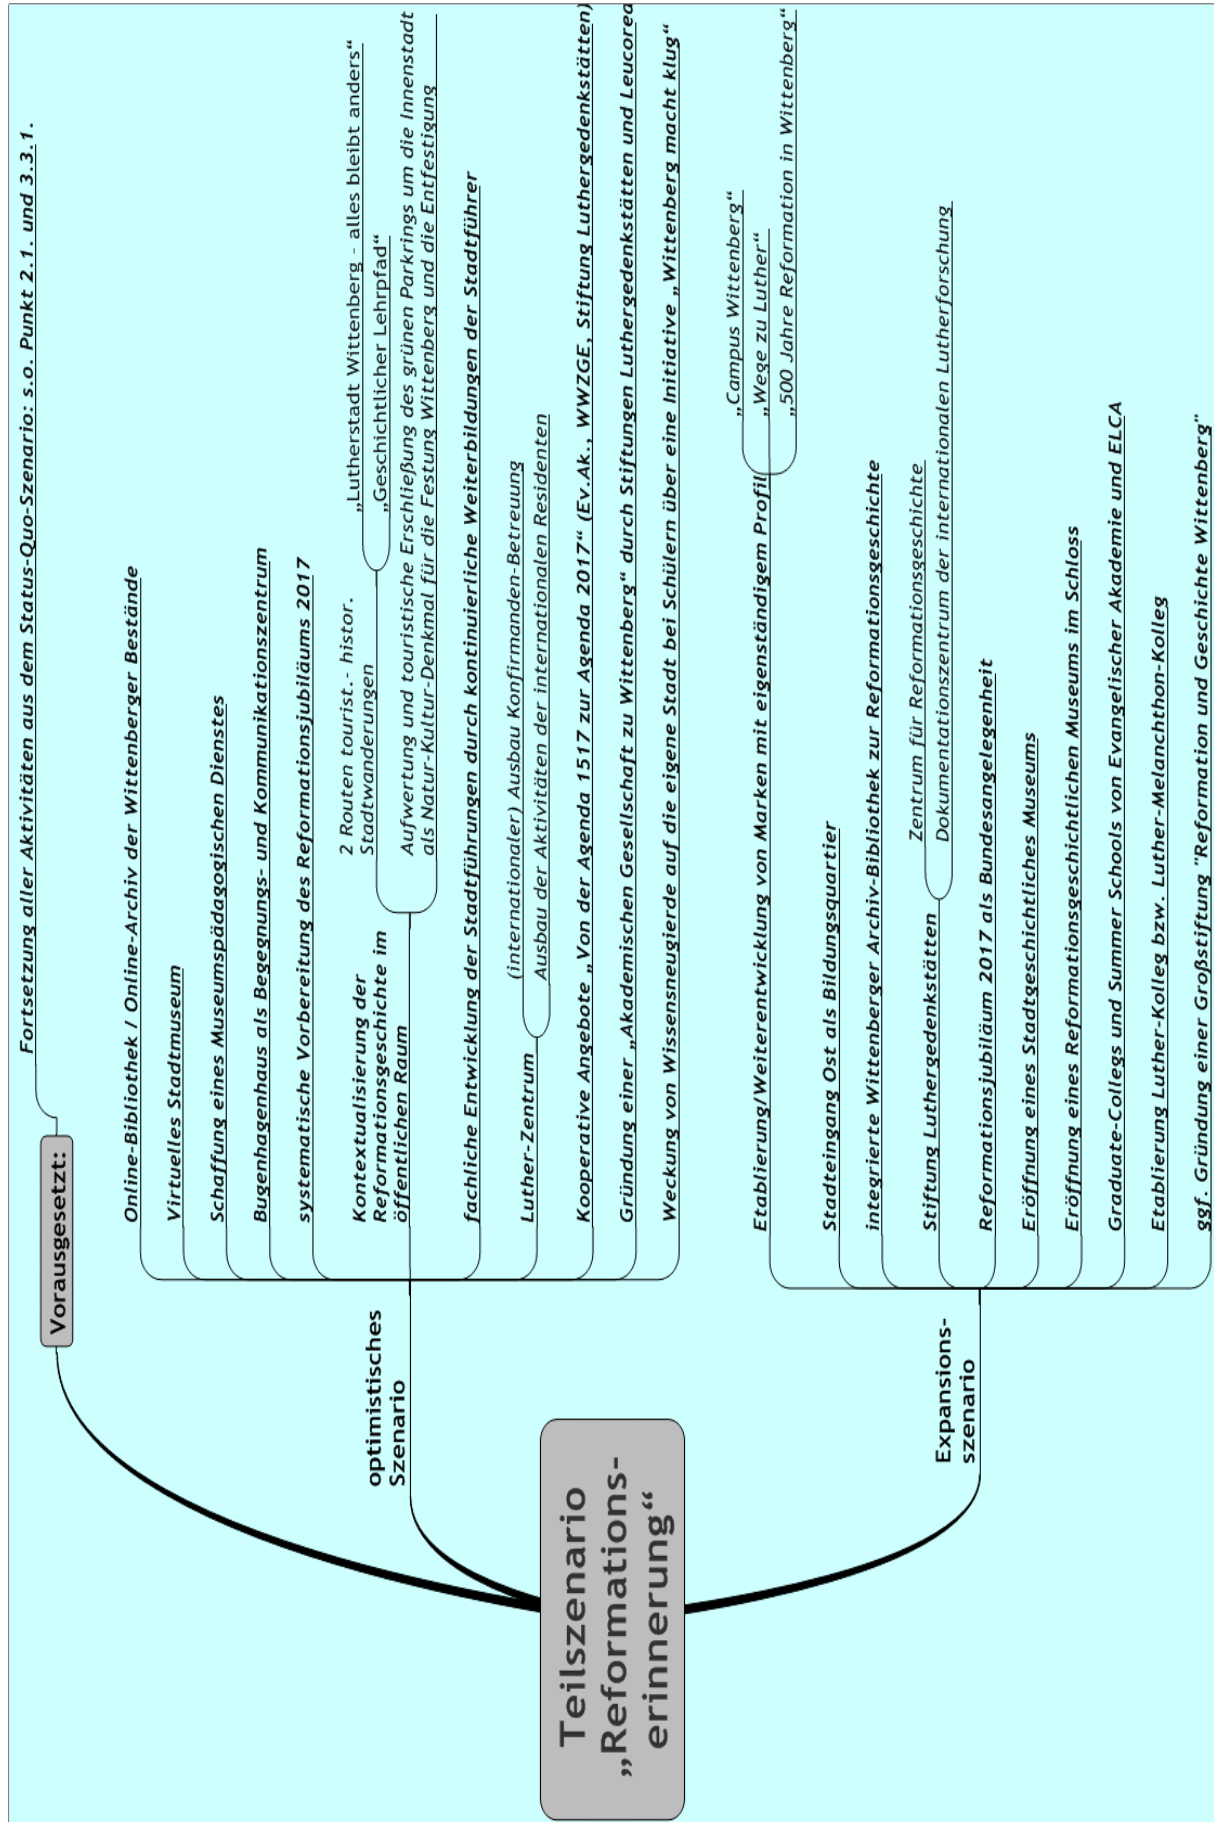 Teilszenario
„Reformations-
erinnerung“
Vorausgesetzt:
Fortsetzung aller Aktivitäten aus dem Status-Quo-Szenario: s.o. Punkt 2.1. und 3.3.1.
optimistisches
Szenario
Online-Bibliothek / Online-Archiv der Wittenberger Bestände
Virtuelles Stadtmuseum
Schaffung eines Museumspädagogischen Dienstes
Bugenhagenhaus als Begegnungs- und Kommunikationszentrum
systematische Vorbereitung des Reformationsjubiläums 2017
Kontextualisierung der
Reformationsgeschichte im
öffentlichen Raum
2 Routen tourist.- histor.
Stadtwanderungen
„Lutherstadt Wittenberg - alles bleibt anders“
„Geschichtlicher Lehrpfad“
Aufwertung und touristische Erschließung des grünen Parkrings um die Innenstadt
als Natur-Kultur-Denkmal für die Festung Wittenberg und die Entfestigung
fachliche Entwicklung der Stadtführungen durch kontinuierliche Weiterbildungen der Stadtführer
Luther-Zentrum
(internationaler) Ausbau Konfirmanden-Betreuung
Ausbau der Aktivitäten der internationalen Residenten
Kooperative Angebote „Von der Agenda 1517 zur Agenda 2017“ (Ev.Ak., WWZGE, Stiftung Luthergedenkstätten)
Gründung einer „Akademischen Gesellschaft zu Wittenberg“ durch Stiftungen Luthergedenkstätten und Leucorea
Weckung von Wissensneugierde auf die eigene Stadt bei Schülern über eine Initiative „Wittenberg macht klug“
Expansions-
szenario
Etablierung/Weiterentwicklung von Marken mit eigenständigem Profil
„Campus Wittenberg“
„Wege zu Luther“
„500 Jahre Reformation in Wittenberg“
Stadteingang Ost als Bildungsquartier
integrierte Wittenberger Archiv-Bibliothek zur Reformationsgeschichte
Stiftung Luthergedenkstätten
Zentrum für Reformationsgeschichte
Dokumentationszentrum der internationalen Lutherforschung
Reformationsjubiläum 2017 als Bundesangelegenheit
Eröffnung eines Stadtgeschichtliches Museums
Eröffnung eines Reformationsgeschichtlichen Museums im Schloss
Graduate-Collegs und Summer Schools von Evangelischer Akademie und ELCA
Etablierung Luther-Kolleg bzw. Luther-Melanchthon-Kolleg
ggf. Gründung einer Großstiftung "Reformation und Geschichte Wittenberg"